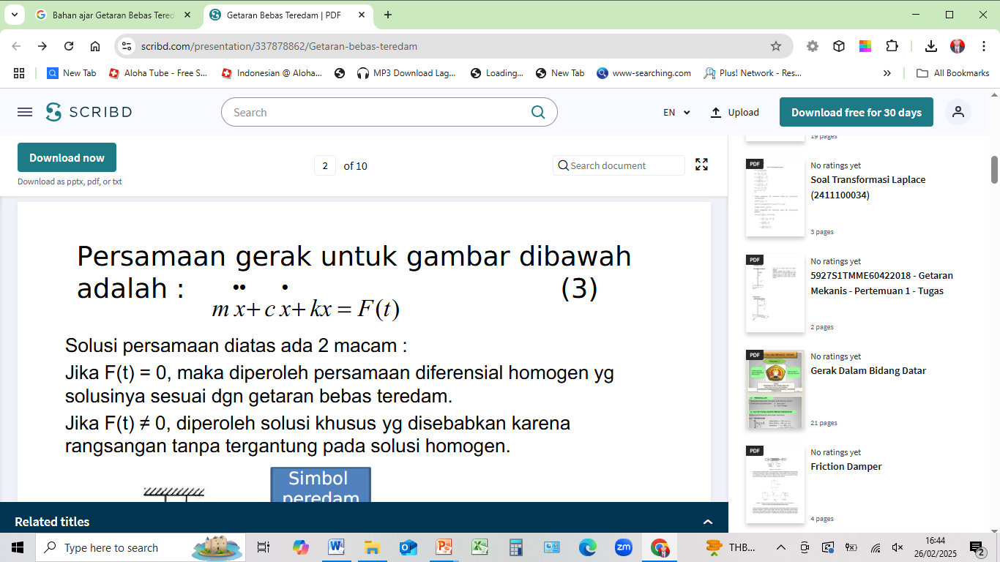 Bahan ajar Getaran Bebas Tered
Getaran Bebas Teredam | PDF
scribd.com/presentation/337878862/Getaran-bebas-teredam
New Tab
Aloha Tube - Free S...
Indonesian @ Aloha...
MP3 Download Lag...
Loading...
New Tab
www-searching.com
Plus! Network - Res...
All Bookmarks
SCRIBD
Search
EN
Upload
Download free for 30 days
Download now
Download as pptx, pdf, or txt
2 of 10
Search document
Persamaan gerak untuk gambar dibawah
adalah : (3)
m ẍ + c ẋ + kx = F(t)
Solusi persamaan diatas ada 2 macam :
Jika F(t) = 0, maka diperoleh persamaan diferensial homogen yg
solusinya sesuai dgn getaran bebas teredam.
Jika F(t) ≠ 0, diperoleh solusi khusus yg disebabkan karena
rangsangan tanpa tergantung pada solusi homogen.
Simbol
peredam
Related titles
19 pages
PDF
No ratings yet
Soal Transformasi Laplace
(2411100034)
3 pages
PDF
No ratings yet
5927S1TMME60422018 - Getaran
Mekanis - Pertemuan 1 - Tugas
2 pages
PDF
No ratings yet
Gerak Dalam Bidang Datar
21 pages
PDF
No ratings yet
Friction Damper
4 pages
Type here to search
zm
THB...
16:44
26/02/2025
2